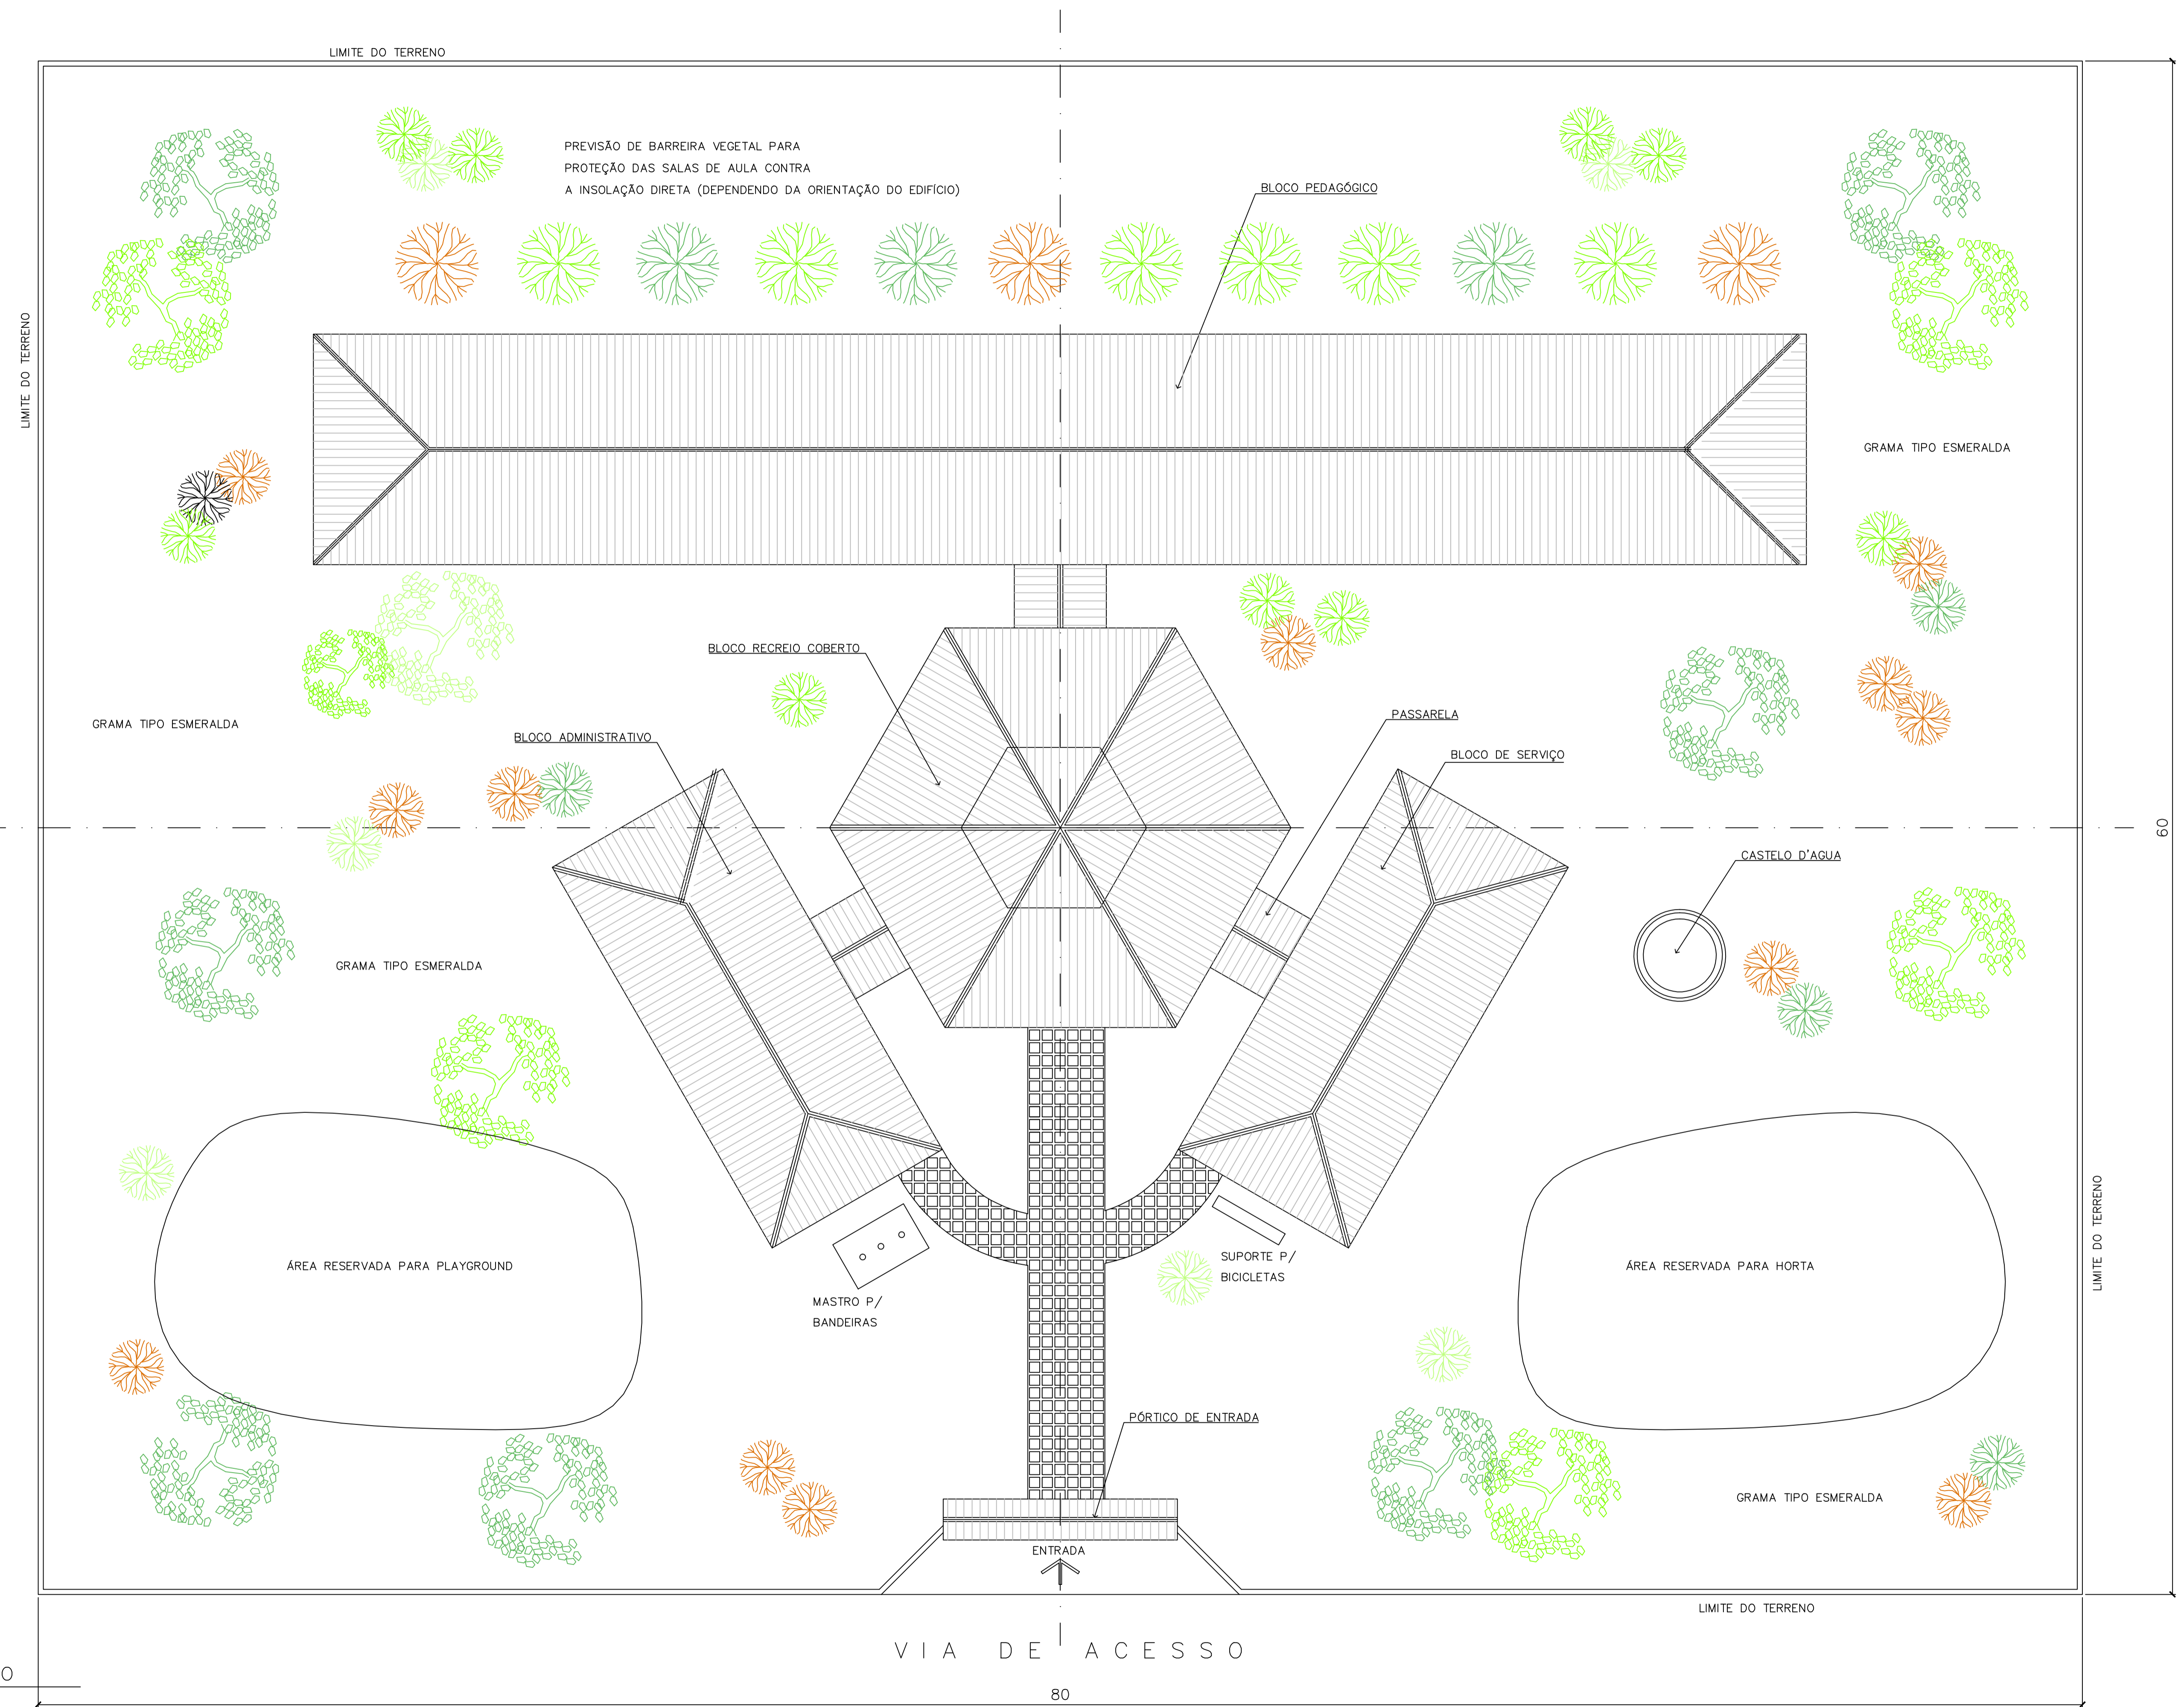 LIMITE DO TERRENO
PREVISÃO DE BARREIRA VEGETAL PARA
PROTEÇÃO DAS SALAS DE AULA CONTRA
A INSOLAÇÃO DIRETA (DEPENDENDO DA ORIENTAÇÃO DO EDIFÍCIO)
BLOCO PEDAGÓGICO
LIMITE DO TERRENO
GRAMA TIPO ESMERALDA
BLOCO RECREIO COBERTO
GRAMA TIPO ESMERALDA
BLOCO ADMINISTRATIVO
PASSARELA
BLOCO DE SERVIÇO
60
CASTELO D'AGUA
GRAMA TIPO ESMERALDA
LIMITE DO TERRENO
ÁREA RESERVADA PARA PLAYGROUND
SUPORTE P/
BICICLETAS
ÁREA RESERVADA PARA HORTA
MASTRO P/
BANDEIRAS
PÓRTICO DE ENTRADA
GRAMA TIPO ESMERALDA
ENTRADA
LIMITE DO TERRENO
VIA DE ACESSO
O
80